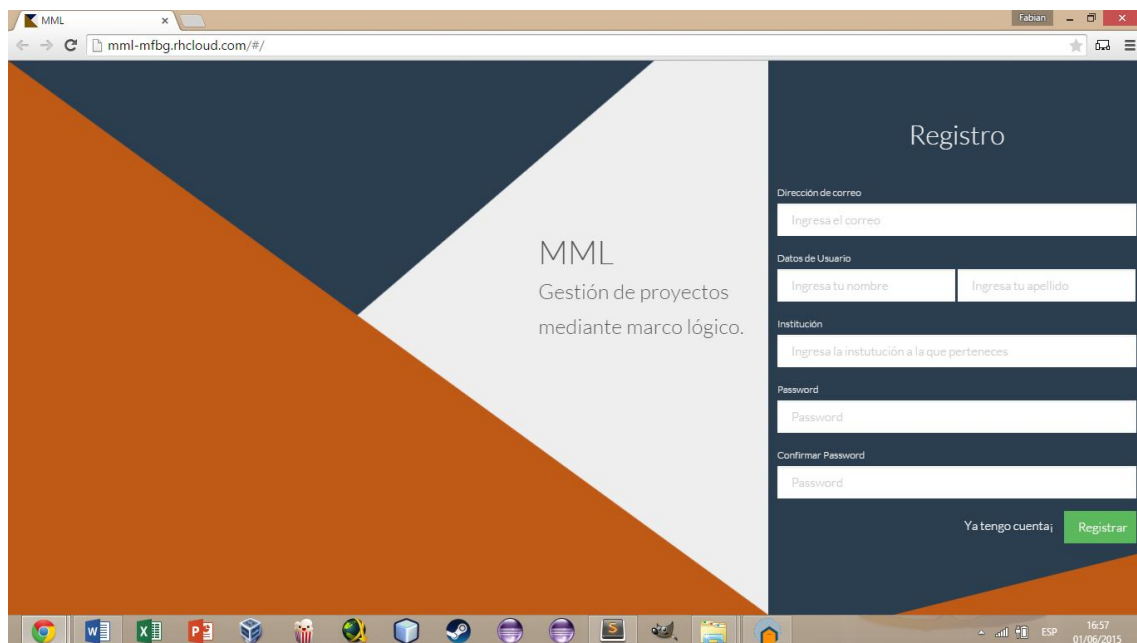 MML
Fabian
mml-mfbg.rhcloud.com/#/
Registro
Dirección de correo
Ingresa el correo
Datos de Usuario
Ingresa tu nombre Ingresa tu apellido
Institución
Ingresa la instutución a la que perteneces
Password
Password
Confirmar Password
Password
Ya tengo cuenta¡ Registrar
MML
Gestión de proyectos
mediante marco lógico.
ESP
16:57
01/06/2015